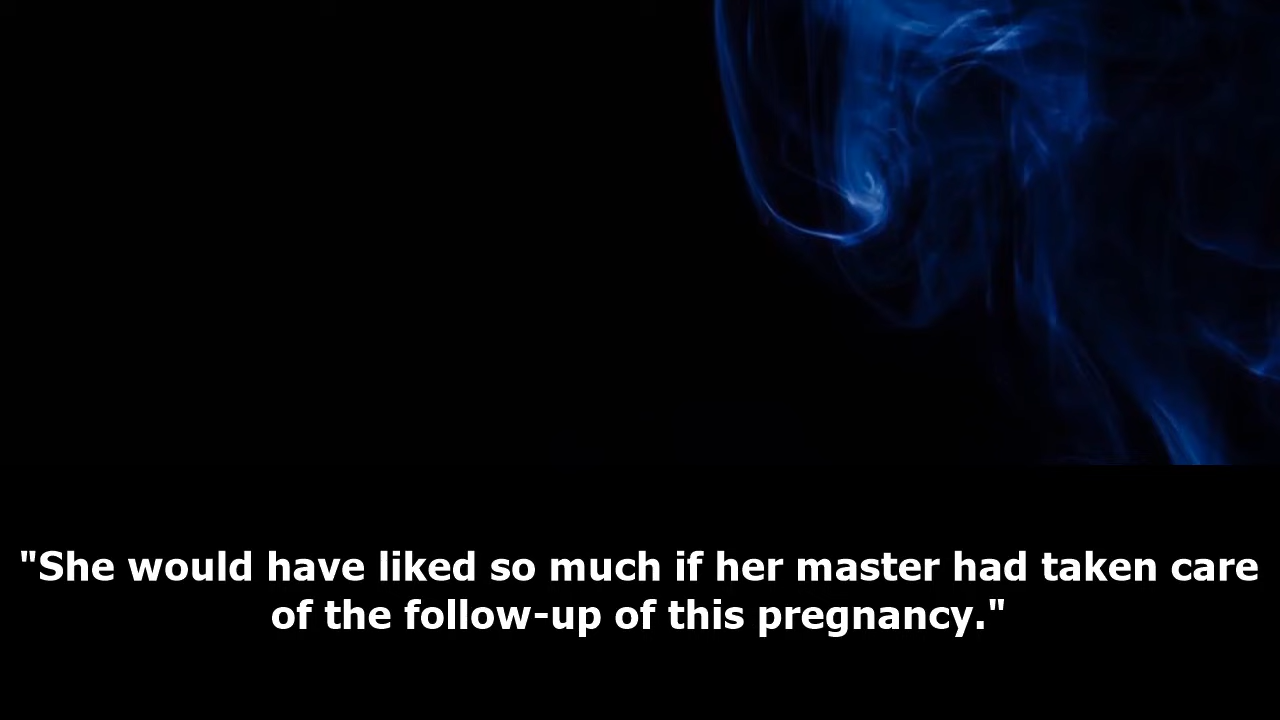 "She would have liked so much if her master had taken care
of the follow-up of this pregnancy."